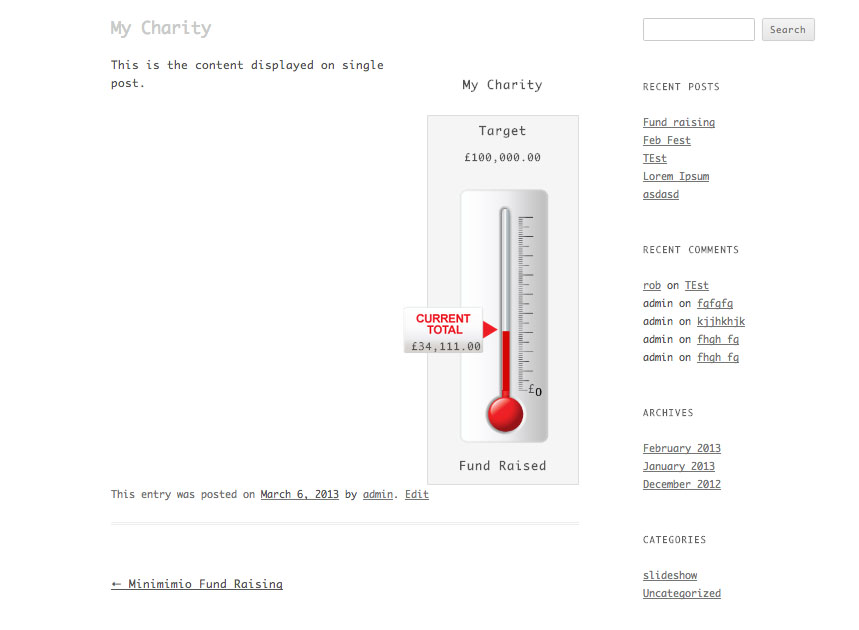 My Charity
This is the content displayed on single
post.
My Charity
Target
£100,000.00
CURRENT
TOTAL
£34,111.00
£0
Fund Raised
This entry was posted on March 6, 2013 by admin. Edit
← Minimimio Fund Raising
Search
RECENT POSTS
Fund raising
Feb Fest
TEst
Lorem Ipsum
asdasd
RECENT COMMENTS
rob on TEst
admin on fgfgfg
admin on kjjhkhjk
admin on fhgh fg
admin on fhgh fg
ARCHIVES
February 2013
January 2013
December 2012
CATEGORIES
slideshow
Uncategorized